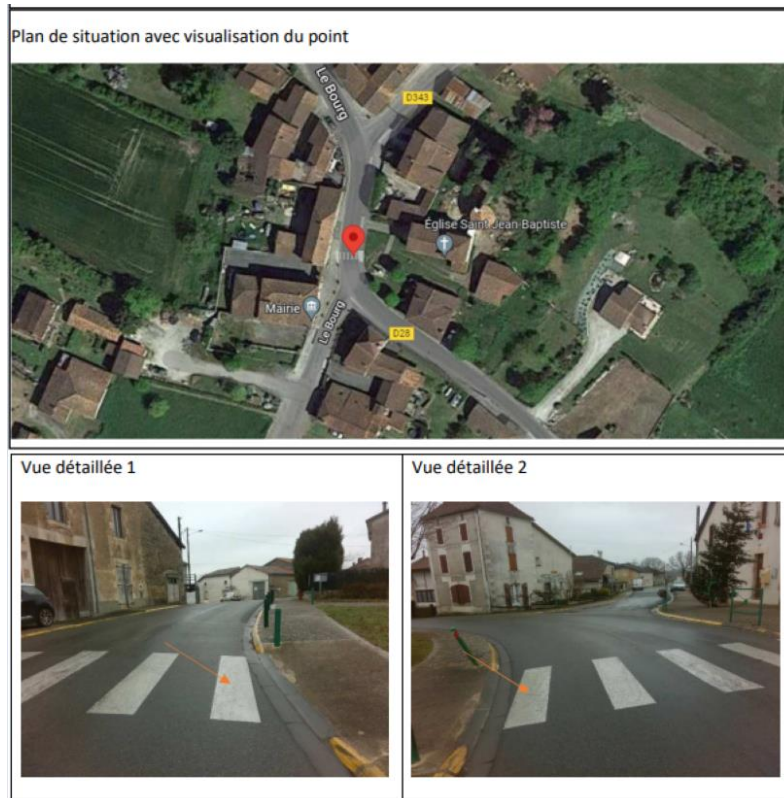 Plan de situation avec visualisation du point
Le Bourg
D343
Église Saint-Jean-Baptiste
Mairie
Le Bourg
D28
Vue détaillée 1
Vue détaillée 2